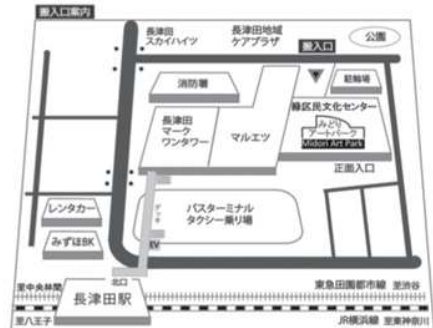 搬入口案内
長津田
スカイハイツ
長津田地域
ケアプラザ
搬入口
公園
消防署
駐輪場
緑区民文化センター
みどり
アートパーク
Midori Art Park
正面入口
長津田
マーク
ワンタワー
マルエツ
デッキ
バスターミナル
タクシー乗り場
レンタカー
みずほBK
EV
北口
至中央林間
東急田園都市線 至渋谷
長津田駅
至八王子
JR横浜線 至東神奈川